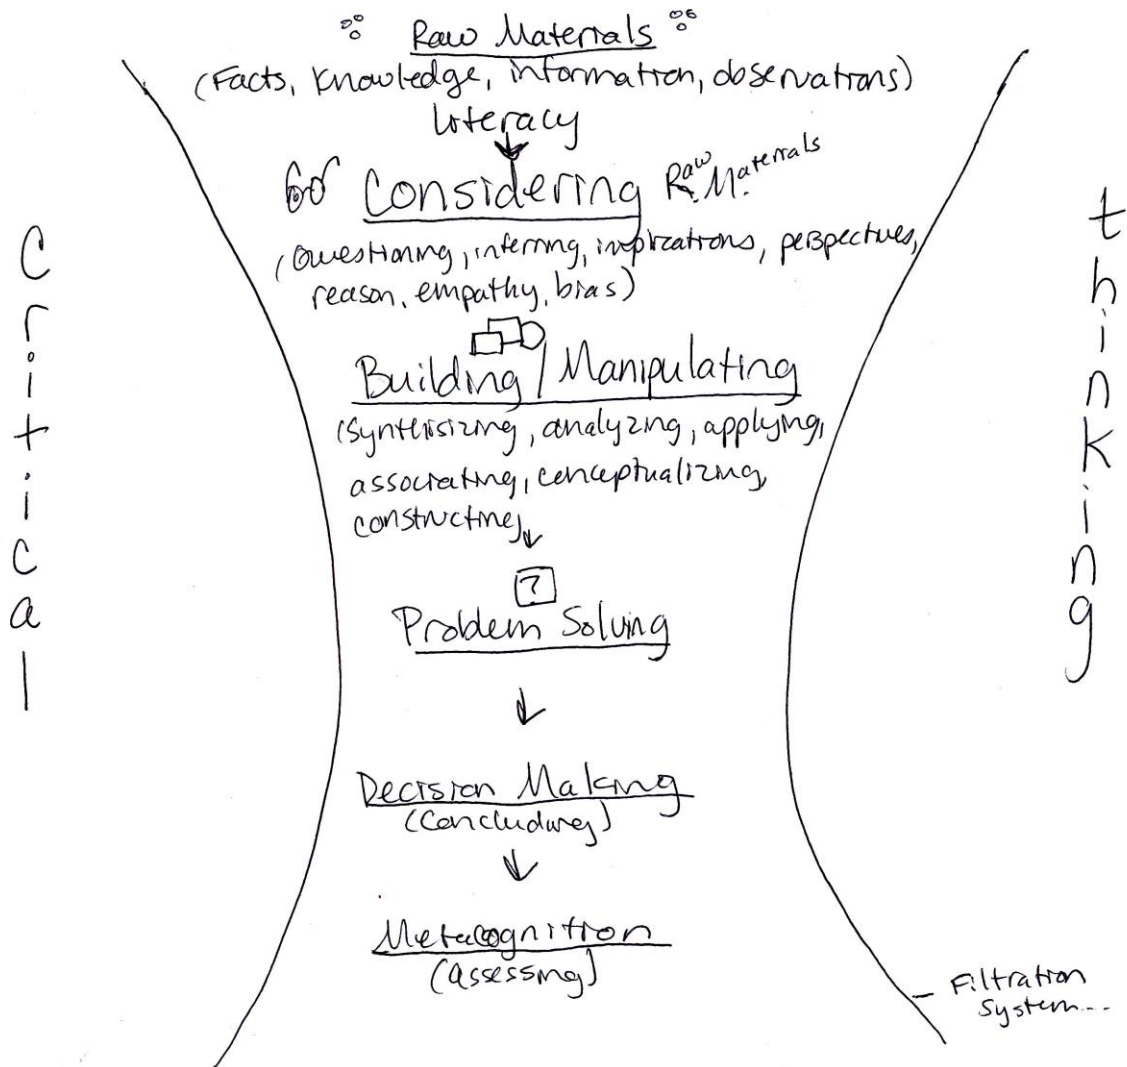 Raw Materials
(Facts, Knowledge, information, observations)
literacy
Considering Raw Materials
(Questioning, inferring, implications, perspectives,
reason, empathy, bias)
Building / Manipulating
(Synthisizing, analyzing, applying,
associating, conceptualizing,
constructing)
?
Problem Solving
Decision Making
(Concluding)
Metacognition
(assessing)
Critical
thinking
- Filtration
System...